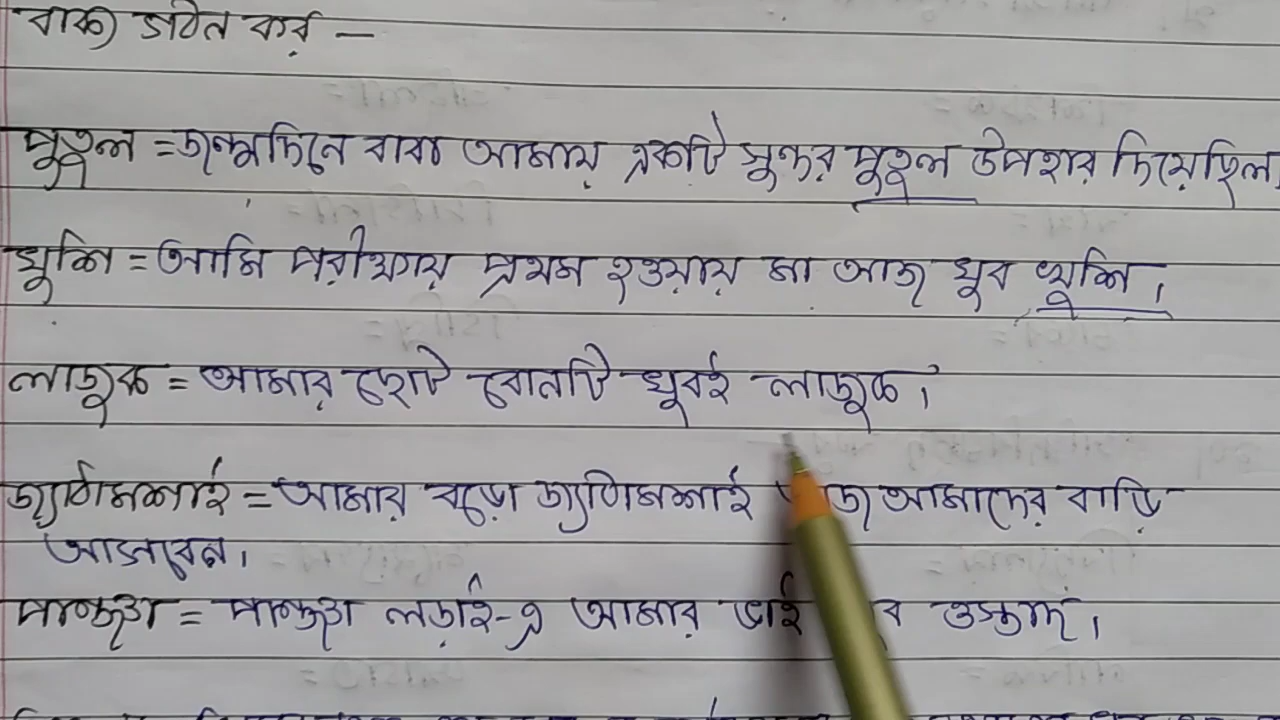 বাক্য গঠন কর —
পুতুল = জন্মদিনে বাবা আমায় একটি সুন্দর পুতুল উপহার দিয়েছিল।
খুশি = আমি পরীক্ষায় প্রথম হওয়ায় মা আজ খুব খুশি।
লাজুক = আমার ছোট বোনটি খুবই লাজুক।
জ্যাঠামশাই = আমার বড়ো জ্যাঠামশাই আজ আমাদের বাড়ি
আসবেন।
পাঞ্জা = পাঞ্জা লড়াই-এ আমার ভাই ওস্তাদ।